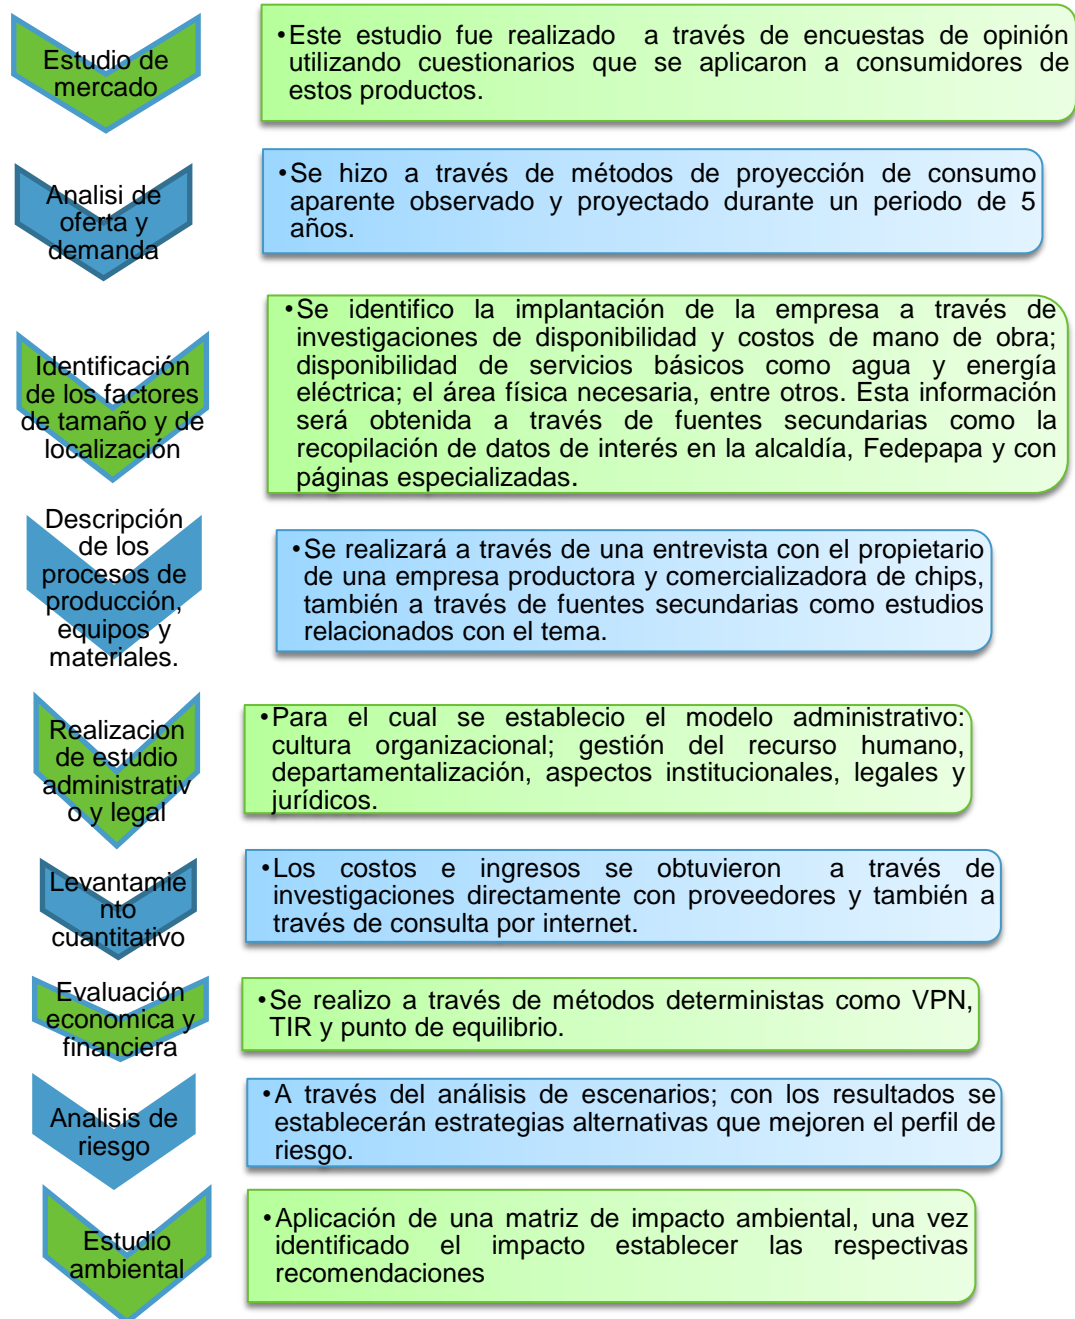 Estudio de
mercado
•Este estudio fue realizado a través de encuestas de opinión
utilizando cuestionarios que se aplicaron a consumidores de
estos productos.
Analisi de
oferta y
demanda
•Se hizo a través de métodos de proyección de consumo
aparente observado y proyectado durante un periodo de 5
años.
Identificación
de los factores
de tamaño y de
localización
•Se identifico la implantación de la empresa a través de
investigaciones de disponibilidad y costos de mano de obra;
disponibilidad de servicios básicos como agua y energía
eléctrica; el área física necesaria, entre otros. Esta información
será obtenida a través de fuentes secundarias como la
recopilación de datos de interés en la alcaldía, Fedepapa y con
páginas especializadas.
Descripción
de los
procesos de
producción,
equipos y
materiales.
•Se realizará a través de una entrevista con el propietario
de una empresa productora y comercializadora de chips,
también a través de fuentes secundarias como estudios
relacionados con el tema.
Realizacion
de estudio
administrativ
o y legal
•Para el cual se establecio el modelo administrativo:
cultura organizacional; gestión del recurso humano,
departamentalización, aspectos institucionales, legales y
jurídicos.
Levantamie
nto
cuantitativo
•Los costos e ingresos se obtuvieron a través de
investigaciones directamente con proveedores y también a
través de consulta por internet.
Evaluación
economica y
financiera
•Se realizo a través de métodos deterministas como VPN,
TIR y punto de equilibrio.
Analisis de
riesgo
•A través del análisis de escenarios; con los resultados se
establecerán estrategias alternativas que mejoren el perfil de
riesgo.
Estudio
ambiental
•Aplicación de una matriz de impacto ambiental, una vez
identificado el impacto establecer las respectivas
recomendaciones